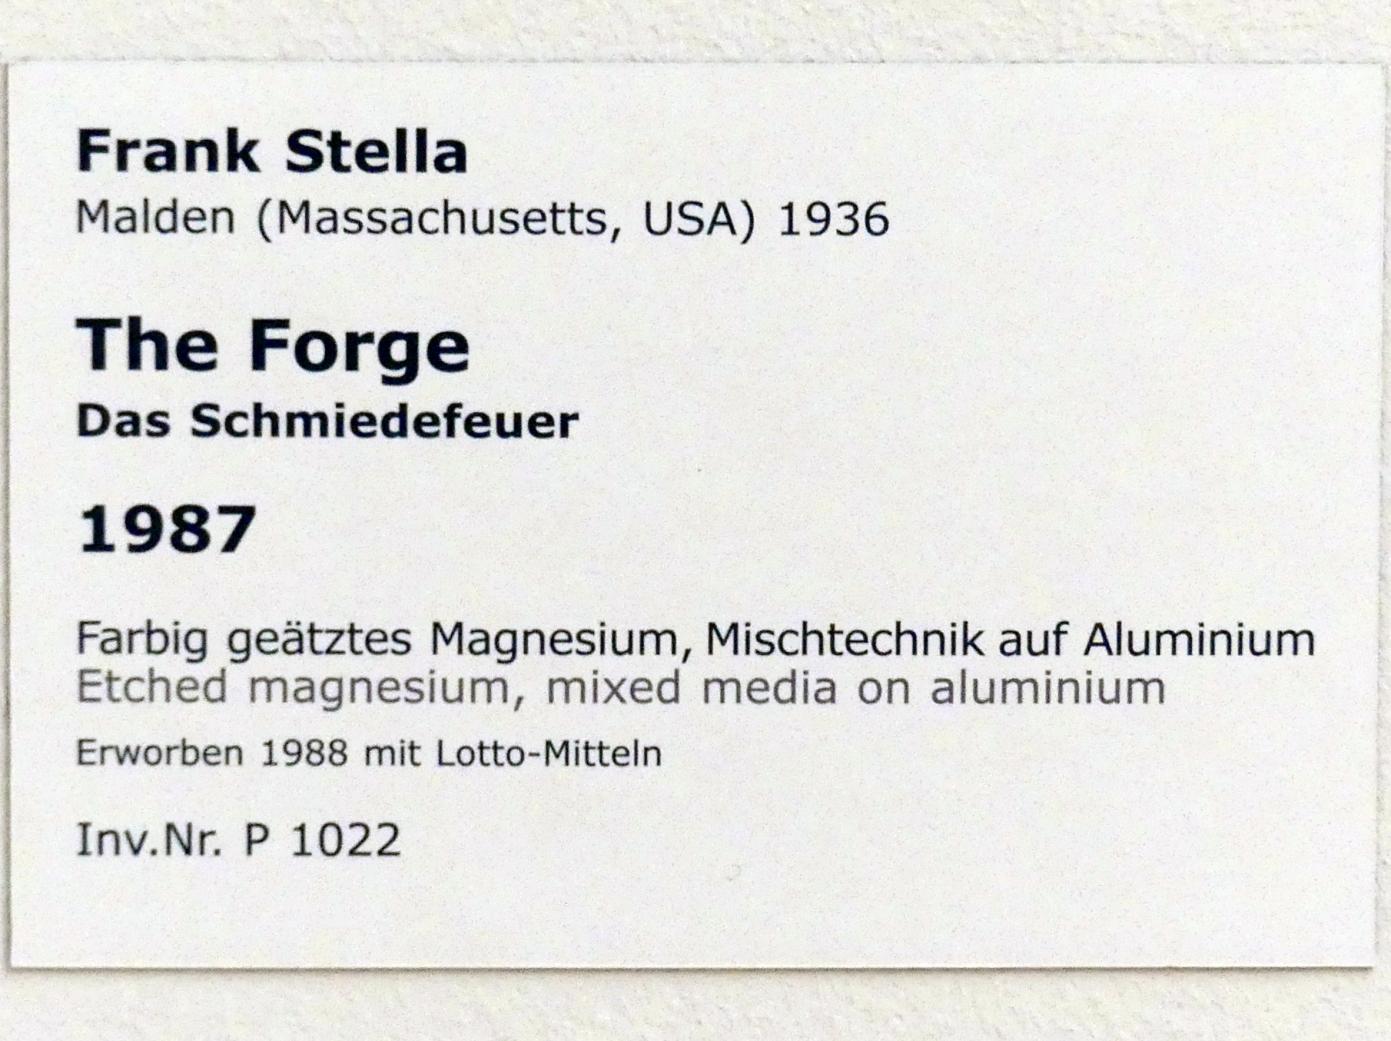 Frank Stella
Malden (Massachusetts, USA) 1936
The Forge
Das Schmiedefeuer
1987
Farbig geätztes Magnesium, Mischtechnik auf Aluminium
Etched magnesium, mixed media on aluminium
Erworben 1988 mit Lotto-Mitteln
Inv.Nr. P 1022